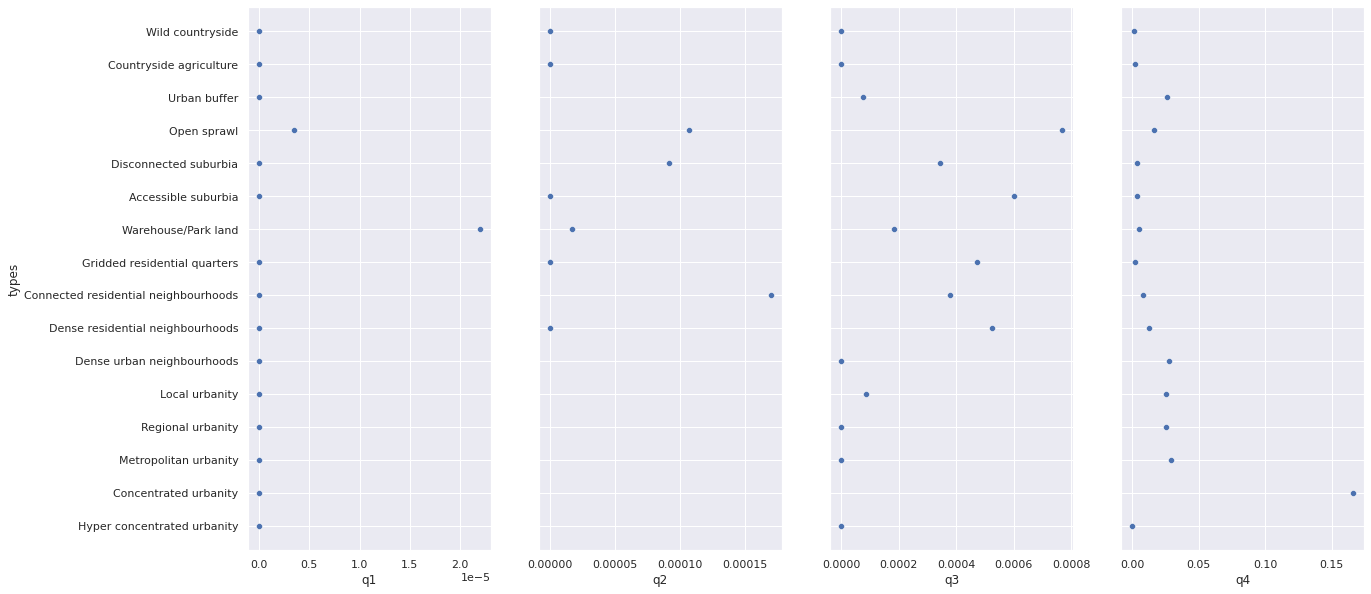 types
Wild countryside
Countryside agriculture
Urban buffer
Open sprawl
Disconnected suburbia
Accessible suburbia
Warehouse/Park land
Gridded residential quarters
Connected residential neighbourhoods
Dense residential neighbourhoods
Dense urban neighbourhoods
Local urbanity
Regional urbanity
Metropolitan urbanity
Concentrated urbanity
Hyper concentrated urbanity
0.0 0.5 1.0 1.5 2.0
1e−5
q1
0.00000 0.00005 0.00010 0.00015
q2
0.0000 0.0002 0.0004 0.0006 0.0008
q3
0.00 0.05 0.10 0.15
q4